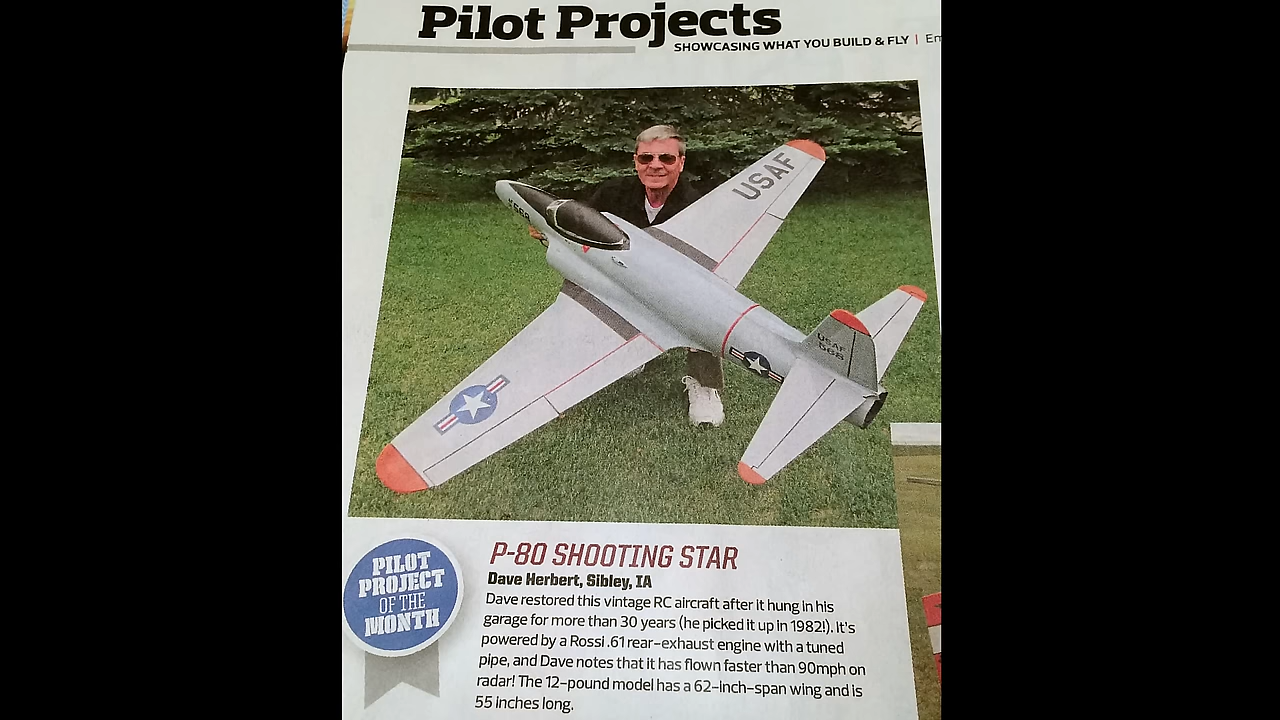 Pilot Projects
SHOWCASING WHAT YOU BUILD & FLY |
USAF
USAF
568
PILOT
PROJECT
OF THE
MONTH
P-80 SHOOTING STAR
Dave Herbert, Sibley, IA
Dave restored this vintage RC aircraft after it hung in his
garage for more than 30 years (he picked it up in 1982!). It's
powered by a Rossi .61 rear-exhaust engine with a tuned
pipe, and Dave notes that it has flown faster than 90mph on
radar! The 12-pound model has a 62-inch-span wing and is
55 inches long.